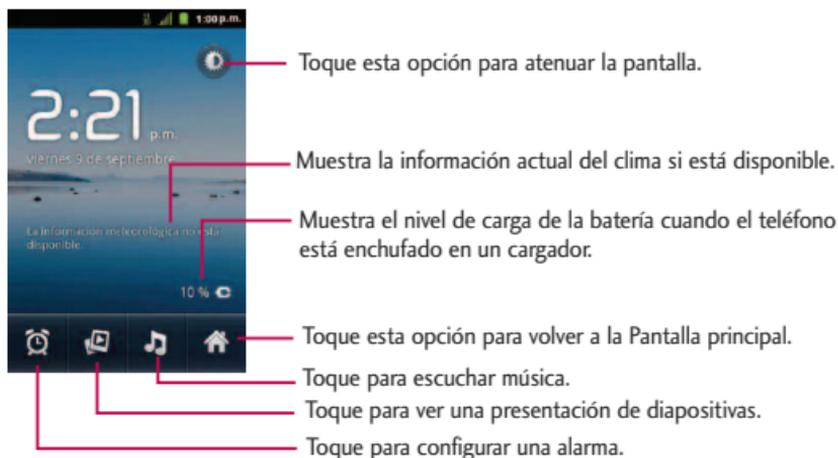 1:00 p.m.
Toque esta opción para atenuar la pantalla.
2:21 p.m.
viernes 9 de septiembre
Muestra la información actual del clima si está disponible.
La información meteorológica no está
disponible.
Muestra el nivel de carga de la batería cuando el teléfono
está enchufado en un cargador.
10 %
Toque esta opción para volver a la Pantalla principal.
Toque para escuchar música.
Toque para ver una presentación de diapositivas.
Toque para configurar una alarma.